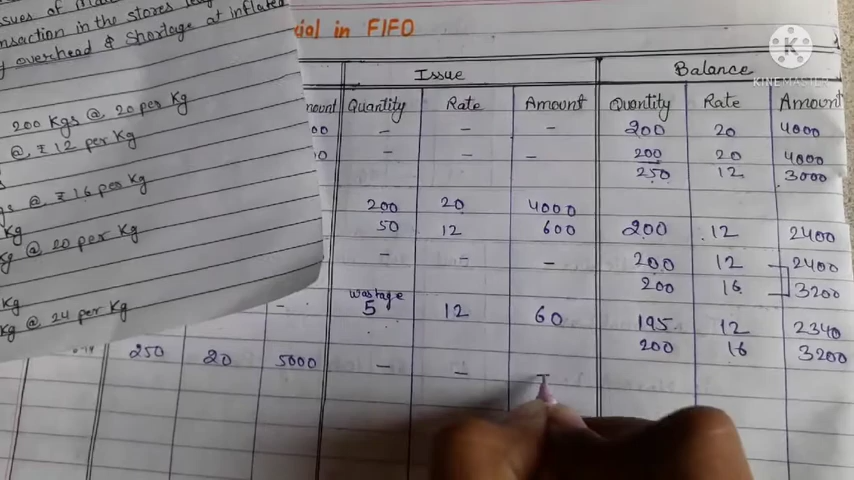 nsaction in the stores
overhead & shortage at inflated
200 Kgs @ 20 per Kg
@ ₹ 12 per Kg
@ ₹ 16 per Kg
Kg
Kg @ 20 per Kg
Kg
Kg @ 24 per Kg
ial in FIFO
KINEMASTER
Issue Balance
mount Quantity Rate Amount Quantity Rate Amount
00 - - - 200 20 4000
0 - - - 200 20 4000
250 12 3000
200 20 4000
50 12 600 200 12 2400
- - - 200 12 2400
200 16 3200
wastage
- 5 12 60 195 12 2340
200 16 3200
250 20 5000 - - -